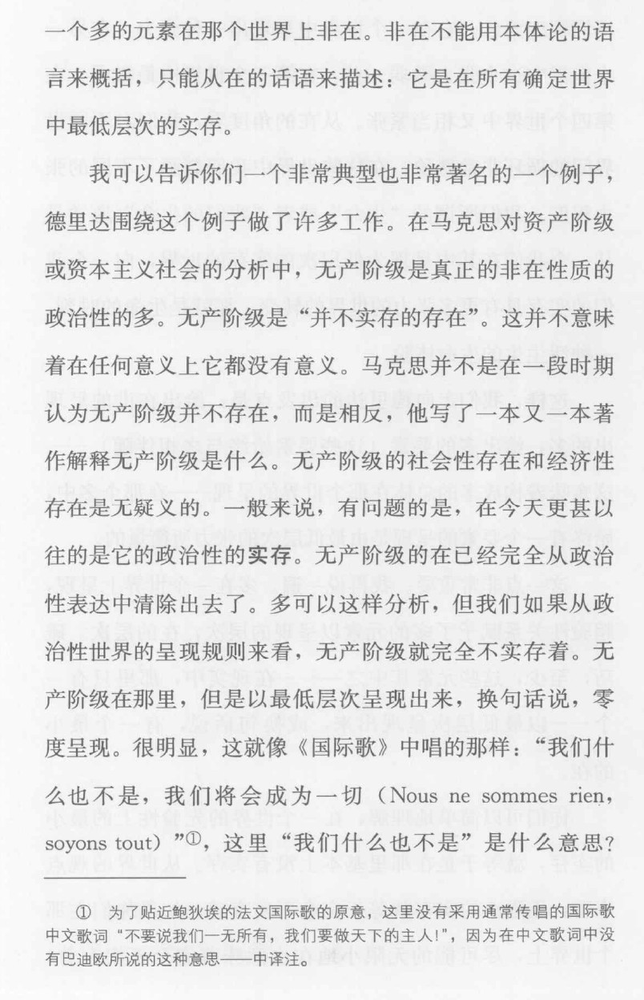 一个多的元素在那个世界上非在。非在不能用本体论的语
言来概括，只能从在的话语来描述：它是在所有确定世界
中最低层次的实存。
我可以告诉你们一个非常典型也非常著名的一个例子，
德里达围绕这个例子做了许多工作。在马克思对资产阶级
或资本主义社会的分析中，无产阶级是真正的非在性质的
政治性的多。无产阶级是“并不实存的存在”。这并不意味
着在任何意义上它都没有意义。马克思并不是在一段时期
认为无产阶级并不存在，而是相反，他写了一本又一本著
作解释无产阶级是什么。无产阶级的社会性存在和经济性
存在是无疑义的。一般来说，有问题的是，在今天更甚以
往的是它的政治性的实存。无产阶级的在已经完全从政治
性表达中清除出去了。多可以这样分析，但我们如果从政
治性世界的呈现规则来看，无产阶级就完全不实存着。无
产阶级在那里，但是以最低层次呈现出来，换句话说，零
度呈现。很明显，这就像《国际歌》中唱的那样：“我们什
么也不是，我们将会成为一切（Nous ne sommes rien,
soyons tout）”①，这里“我们什么也不是”是什么意思？
① 为了贴近鲍狄埃的法文国际歌的原意，这里没有采用通常传唱的国际歌
中文歌词“不要说我们一无所有，我们要做天下的主人！”，因为在中文歌词中没
有巴迪欧所说的这种意思——中译注。